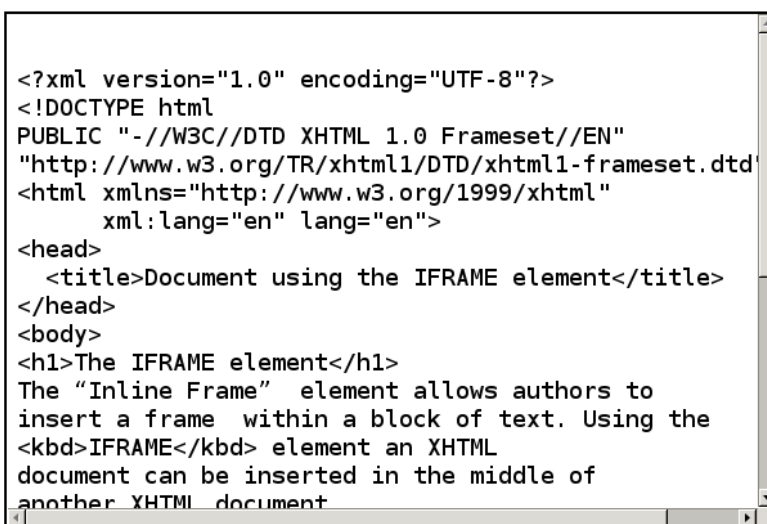 <?xml version="1.0" encoding="UTF-8"?>
<!DOCTYPE html
PUBLIC "-//W3C//DTD XHTML 1.0 Frameset//EN"
"http://www.w3.org/TR/xhtml1/DTD/xhtml1-frameset.dtd"
<html xmlns="http://www.w3.org/1999/xhtml"
      xml:lang="en" lang="en">
<head>
  <title>Document using the IFRAME element</title>
</head>
<body>
<h1>The IFRAME element</h1>
The “Inline Frame”  element allows authors to
insert a frame  within a block of text. Using the
<kbd>IFRAME</kbd> element an XHTML
document can be inserted in the middle of
another XHTML document